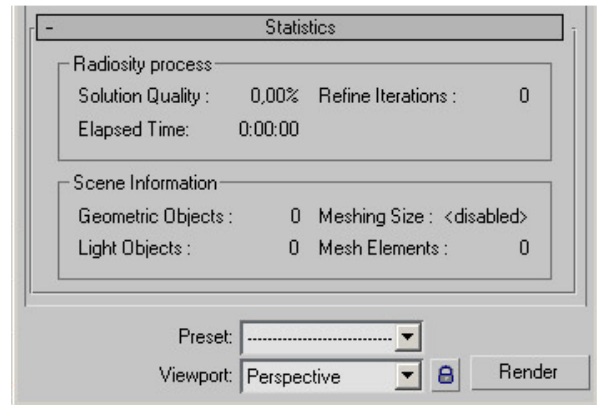 - Statistics
Radiosity process
Solution Quality : 0,00% Refine Iterations : 0
Elapsed Time: 0:00:00
Scene Information
Geometric Objects : 0 Meshing Size : <disabled>
Light Objects : 0 Mesh Elements : 0
Preset: ----------------------------
Viewport: Perspective
Render